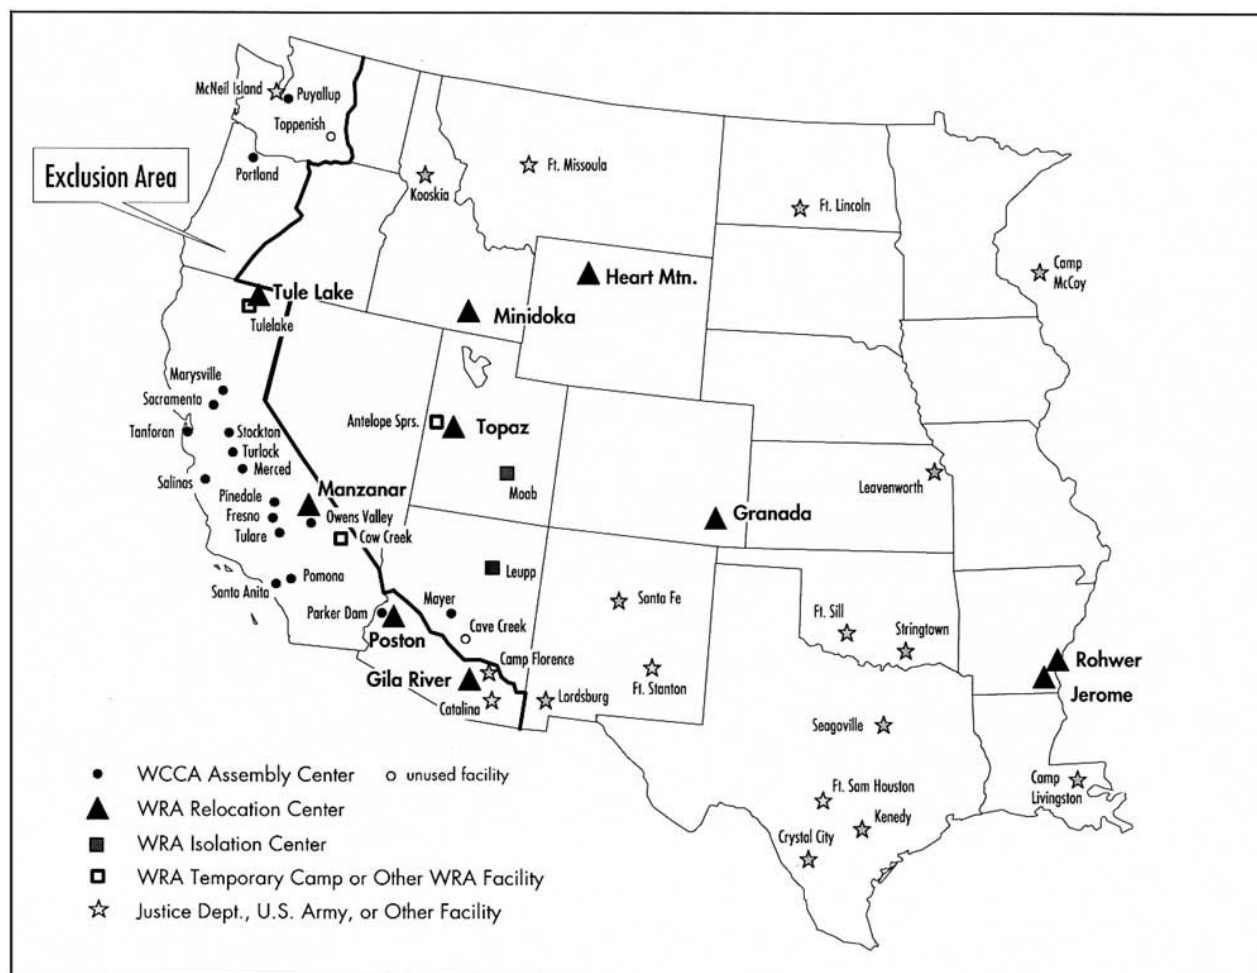 McNeil Island
Puyallup
Toppenish
Portland
Exclusion Area
Kooskia
Ft. Missoula
Ft. Lincoln
Camp
McCoy
Tule Lake
Tulelake
Minidoka
Heart Mtn.
Marysville
Sacramento
Tanforan
Stockton
Turlock
Merced
Salinas
Antelope Sprs.
Topaz
Moab
Leavenworth
Pinedale
Fresno
Tulare
Manzanar
Owens Valley
Cow Creek
Granada
Santa Anita
Pomona
Leupp
Parker Dam
Poston
Mayer
Cave Creek
Santa Fe
Ft. Sill
Stringtown
Camp Florence
Gila River
Catalina
Lordsburg
Ft. Stanton
Rohwer
Jerome
Seagoville
Ft. Sam Houston
Kenedy
Crystal City
Camp
Livingston
WCCA Assembly Center
unused facility
WRA Relocation Center
WRA Isolation Center
WRA Temporary Camp or Other WRA Facility
Justice Dept., U.S. Army, or Other Facility